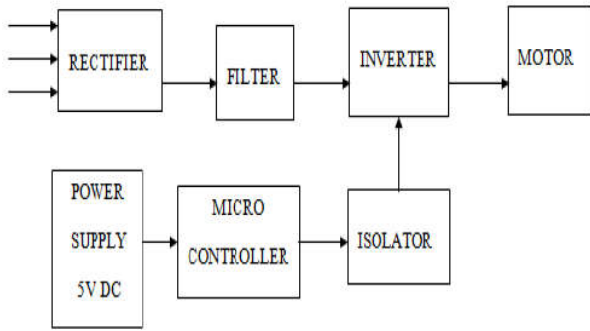 RECTIFIER
FILTER
INVERTER
MOTOR
POWER
SUPPLY
5V DC
MICRO
CONTROLLER
ISOLATOR